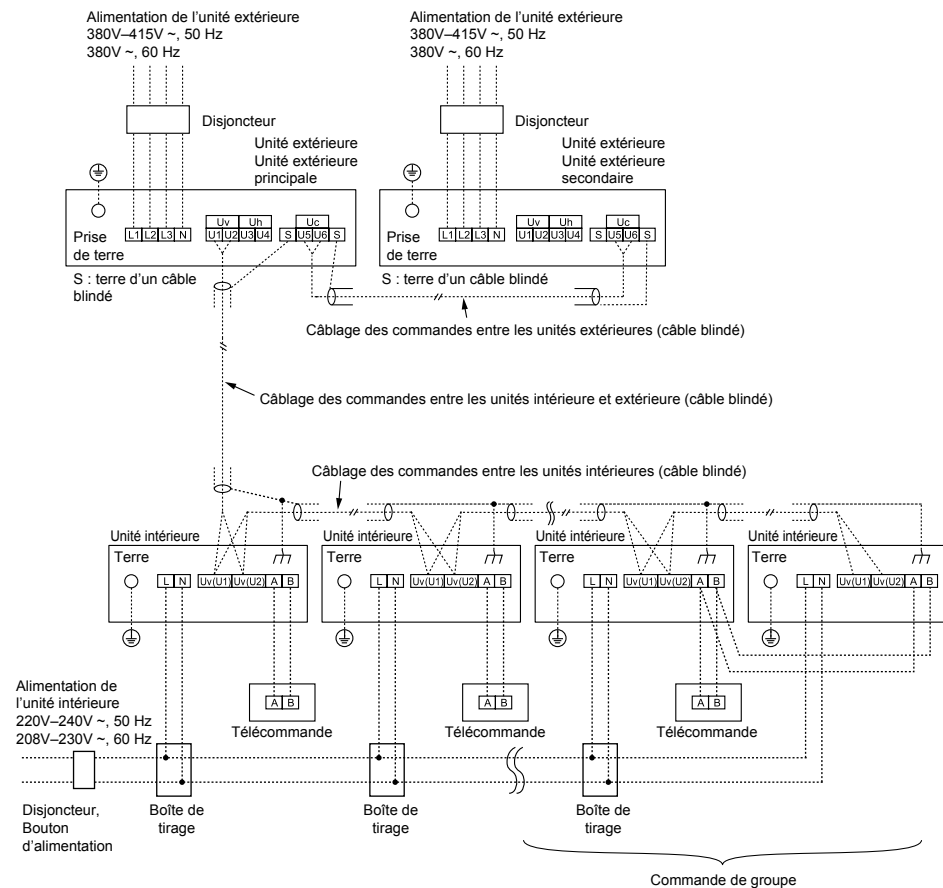 Alimentation de l'unité extérieure
380V–415V ~, 50 Hz
380V ~, 60 Hz
Alimentation de l'unité extérieure
380V–415V ~, 50 Hz
380V ~, 60 Hz
Disjoncteur
Disjoncteur
Unité extérieure
Unité extérieure
principale
Unité extérieure
Unité extérieure
secondaire
Uv Uh Uc
L1 L2 L3 N U1 U2 U3 U4 S U5 U6 S
Prise
de terre
Uv Uh Uc
L1 L2 L3 N U1 U2 U3 U4 S U5 U6 S
Prise
de terre
S : terre d'un câble
blindé
S : terre d'un câble blindé
Câblage des commandes entre les unités extérieures (câble blindé)
Câblage des commandes entre les unités intérieure et extérieure (câble blindé)
Câblage des commandes entre les unités intérieures (câble blindé)
Unité intérieure
Terre
L N Uv(U1) Uv(U2) A B
Unité intérieure
Terre
L N Uv(U1) Uv(U2) A B
Unité intérieure
Terre
L N Uv(U1) Uv(U2) A B
Unité intérieure
Terre
L N Uv(U1) Uv(U2) A B
A B
Télécommande
A B
Télécommande
A B
Télécommande
Alimentation de
l'unité intérieure
220V–240V ~, 50 Hz
208V–230V ~, 60 Hz
Disjoncteur,
Bouton
d'alimentation
Boîte de
tirage
Boîte de
tirage
Boîte de
tirage
Commande de groupe